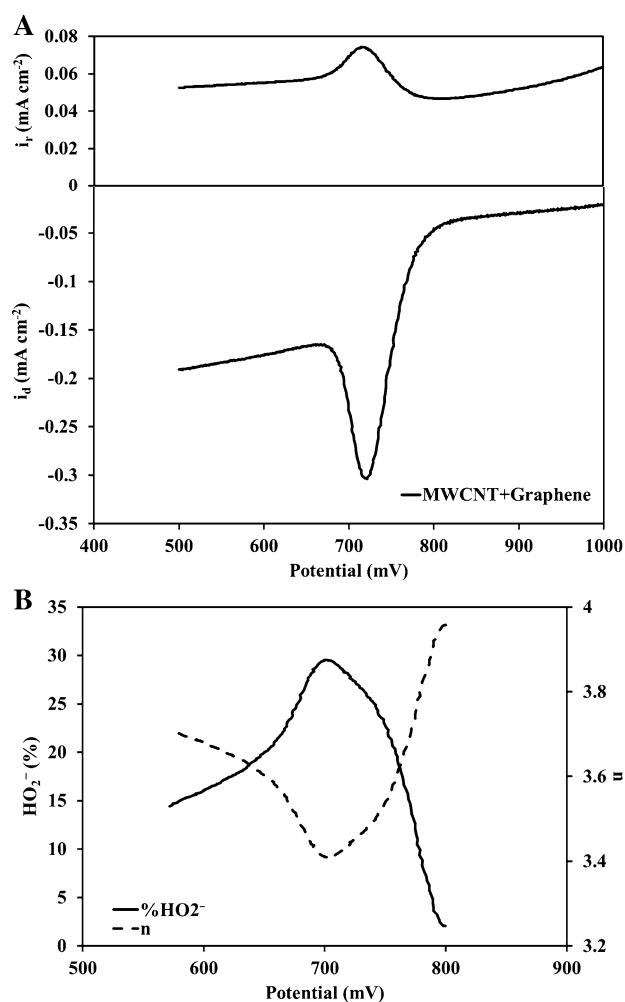 A
0.08
0.06
0.04
0.02
0
iᵣ (mA cm⁻²)
-0.05
-0.1
-0.15
-0.2
-0.25
-0.3
-0.35
i_d (mA cm⁻²)
MWCNT+Graphene
400 500 600 700 800 900 1000
Potential (mV)
B
35
30
25
20
15
10
5
0
HO₂⁻ (%)
4
3.8
3.6
3.4
3.2
n
%HO2⁻
n
500 600 700 800 900
Potential (mV)